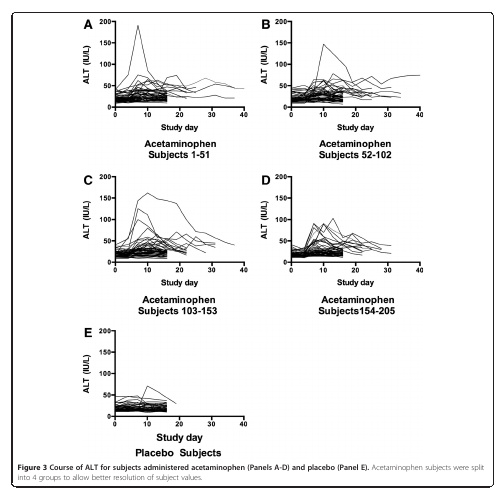 A
200
150
100
50
0
ALT (IU/L)
0 10 20 30 40
Study day
Acetaminophen
Subjects 1-51
B
200
150
100
50
0
ALT (IU/L)
0 10 20 30 40
Study day
Acetaminophen
Subjects 52-102
C
200
150
100
50
0
ALT (IU/L)
0 10 20 30 40
Study day
Acetaminophen
Subjects 103-153
D
200
150
100
50
0
ALT (IU/L)
0 10 20 30 40
Study day
Acetaminophen
Subjects154-205
E
200
150
100
50
0
ALT (IU/L)
0 10 20 30 40
Study day
Placebo Subjects
Figure 3 Course of ALT for subjects administered acetaminophen (Panels A-D) and placebo (Panel E). Acetaminophen subjects were split
into 4 groups to allow better resolution of subject values.